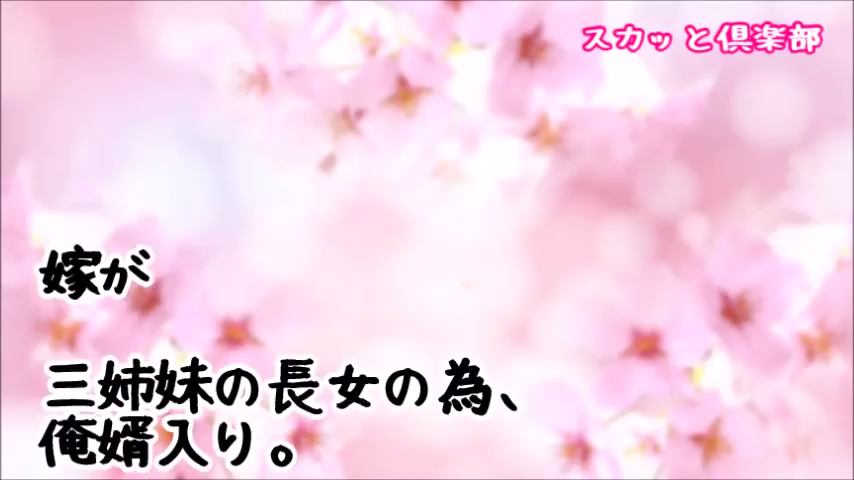 スカッと倶楽部
嫁が
三姉妹の長女の為、
俺婿入り。